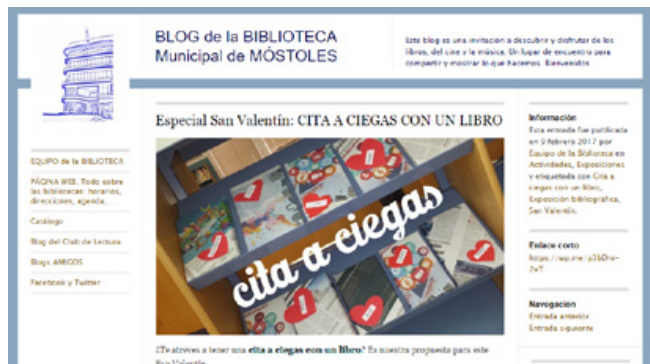 BLOG de la BIBLIOTECA
Municipal de MÓSTOLES
Este blog es una invitación a descubrir y disfrutar de los
libros, del cine y la música. Un lugar de encuentro para
compartir y mostrar lo que hacemos. Bienvenidos
EQUIPO de la BIBLIOTECA
PÁGINA WEB. Todo sobre
las bibliotecas: horarios,
direcciones, agenda,
Catálogo
Blog del Club de Lectura
Blogs AMIGOS
Facebook y Twitter
Especial San Valentín: CITA A CIEGAS CON UN LIBRO
cita a ciegas
¿Te atreves a tener una cita a ciegas con un libro? Es nuestra propuesta para este
San Valentín
Información
Esta entrada fue publicada
en 9 febrero 2017 por
Equipo de la Biblioteca en
Actividades, Exposiciones
y etiquetada con Cita a
ciegas con un libro,
Exposición bibliográfica,
San Valentín.
Enlace corto
Navegación
Entrada anterior
Entrada siguiente